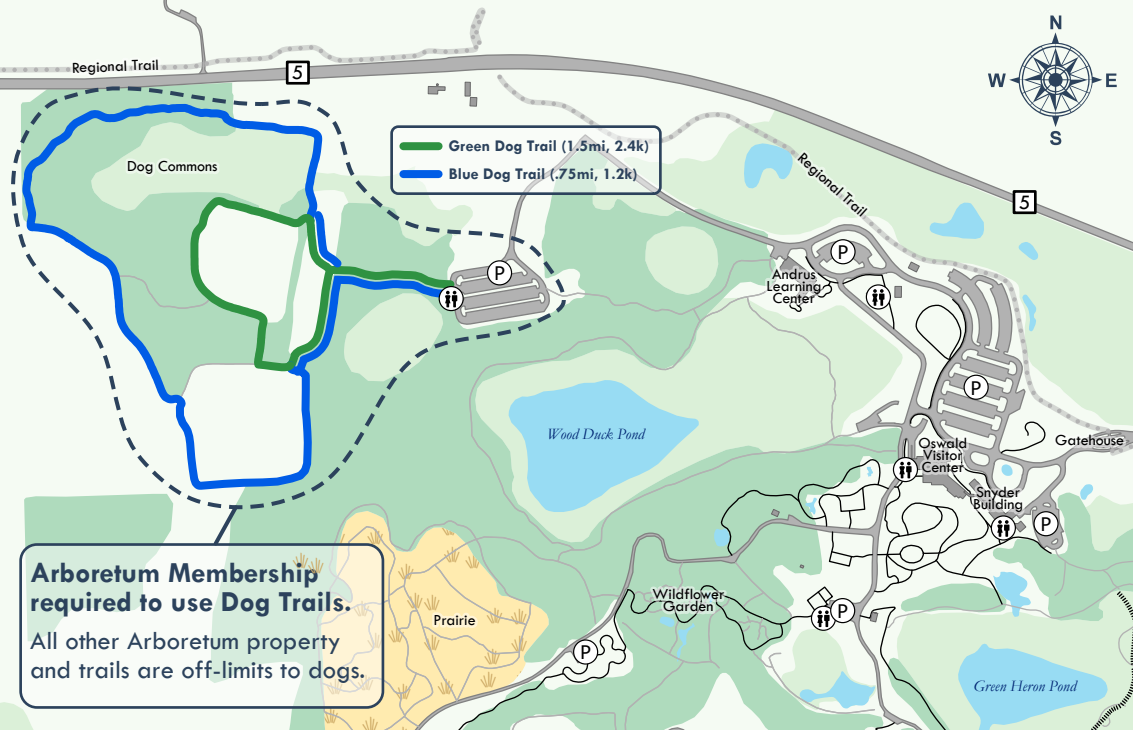 N
W
E
S
Regional Trail
5
Green Dog Trail (1.5mi, 2.4k)
Blue Dog Trail (.75mi, 1.2k)
Dog Commons
Regional Trail
5
P
P
Andrus
Learning
Center
P
Wood Duck Pond
Oswald
Visitor
Center
Gatehouse
Snyder
Building
P
Arboretum Membership
required to use Dog Trails.
All other Arboretum property
and trails are off-limits to dogs.
Prairie
Wildflower
Garden
P
P
Green Heron Pond